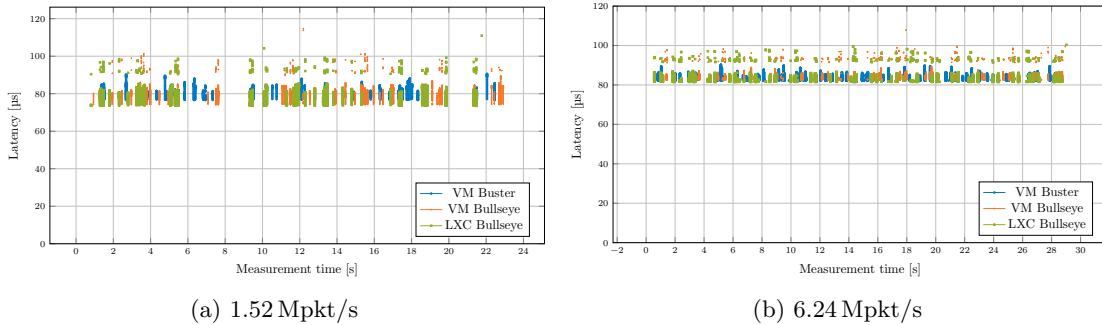 120
100
80
60
40
20
0
Latency [µs]
0 2 4 6 8 10 12 14 16 18 20 22 24
Measurement time [s]
VM Buster
VM Bullseye
LXC Bullseye
(a) 1.52 Mpkt/s
120
100
80
60
40
20
0
Latency [µs]
−2 0 2 4 6 8 10 12 14 16 18 20 22 24 26 28 30
Measurement time [s]
VM Buster
VM Bullseye
LXC Bullseye
(b) 6.24 Mpkt/s